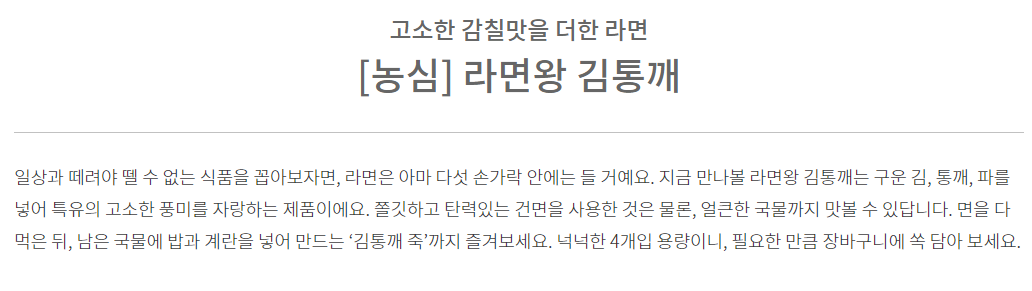 고소한 감칠맛을 더한 라면
[농심] 라면왕 김통깨
일상과 떼려야 뗄 수 없는 식품을 꼽아보자면, 라면은 아마 다섯 손가락 안에는 들 거예요. 지금 만나볼 라면왕 김통깨는 구운 김, 통깨, 파를
넣어 특유의 고소한 풍미를 자랑하는 제품이에요. 쫄깃하고 탄력있는 건면을 사용한 것은 물론, 얼큰한 국물까지 맛볼 수 있답니다. 면을 다
먹은 뒤, 남은 국물에 밥과 계란을 넣어 만드는 ‘김통깨 죽’까지 즐겨보세요. 넉넉한 4개입 용량이니, 필요한 만큼 장바구니에 쏙 담아 보세요.